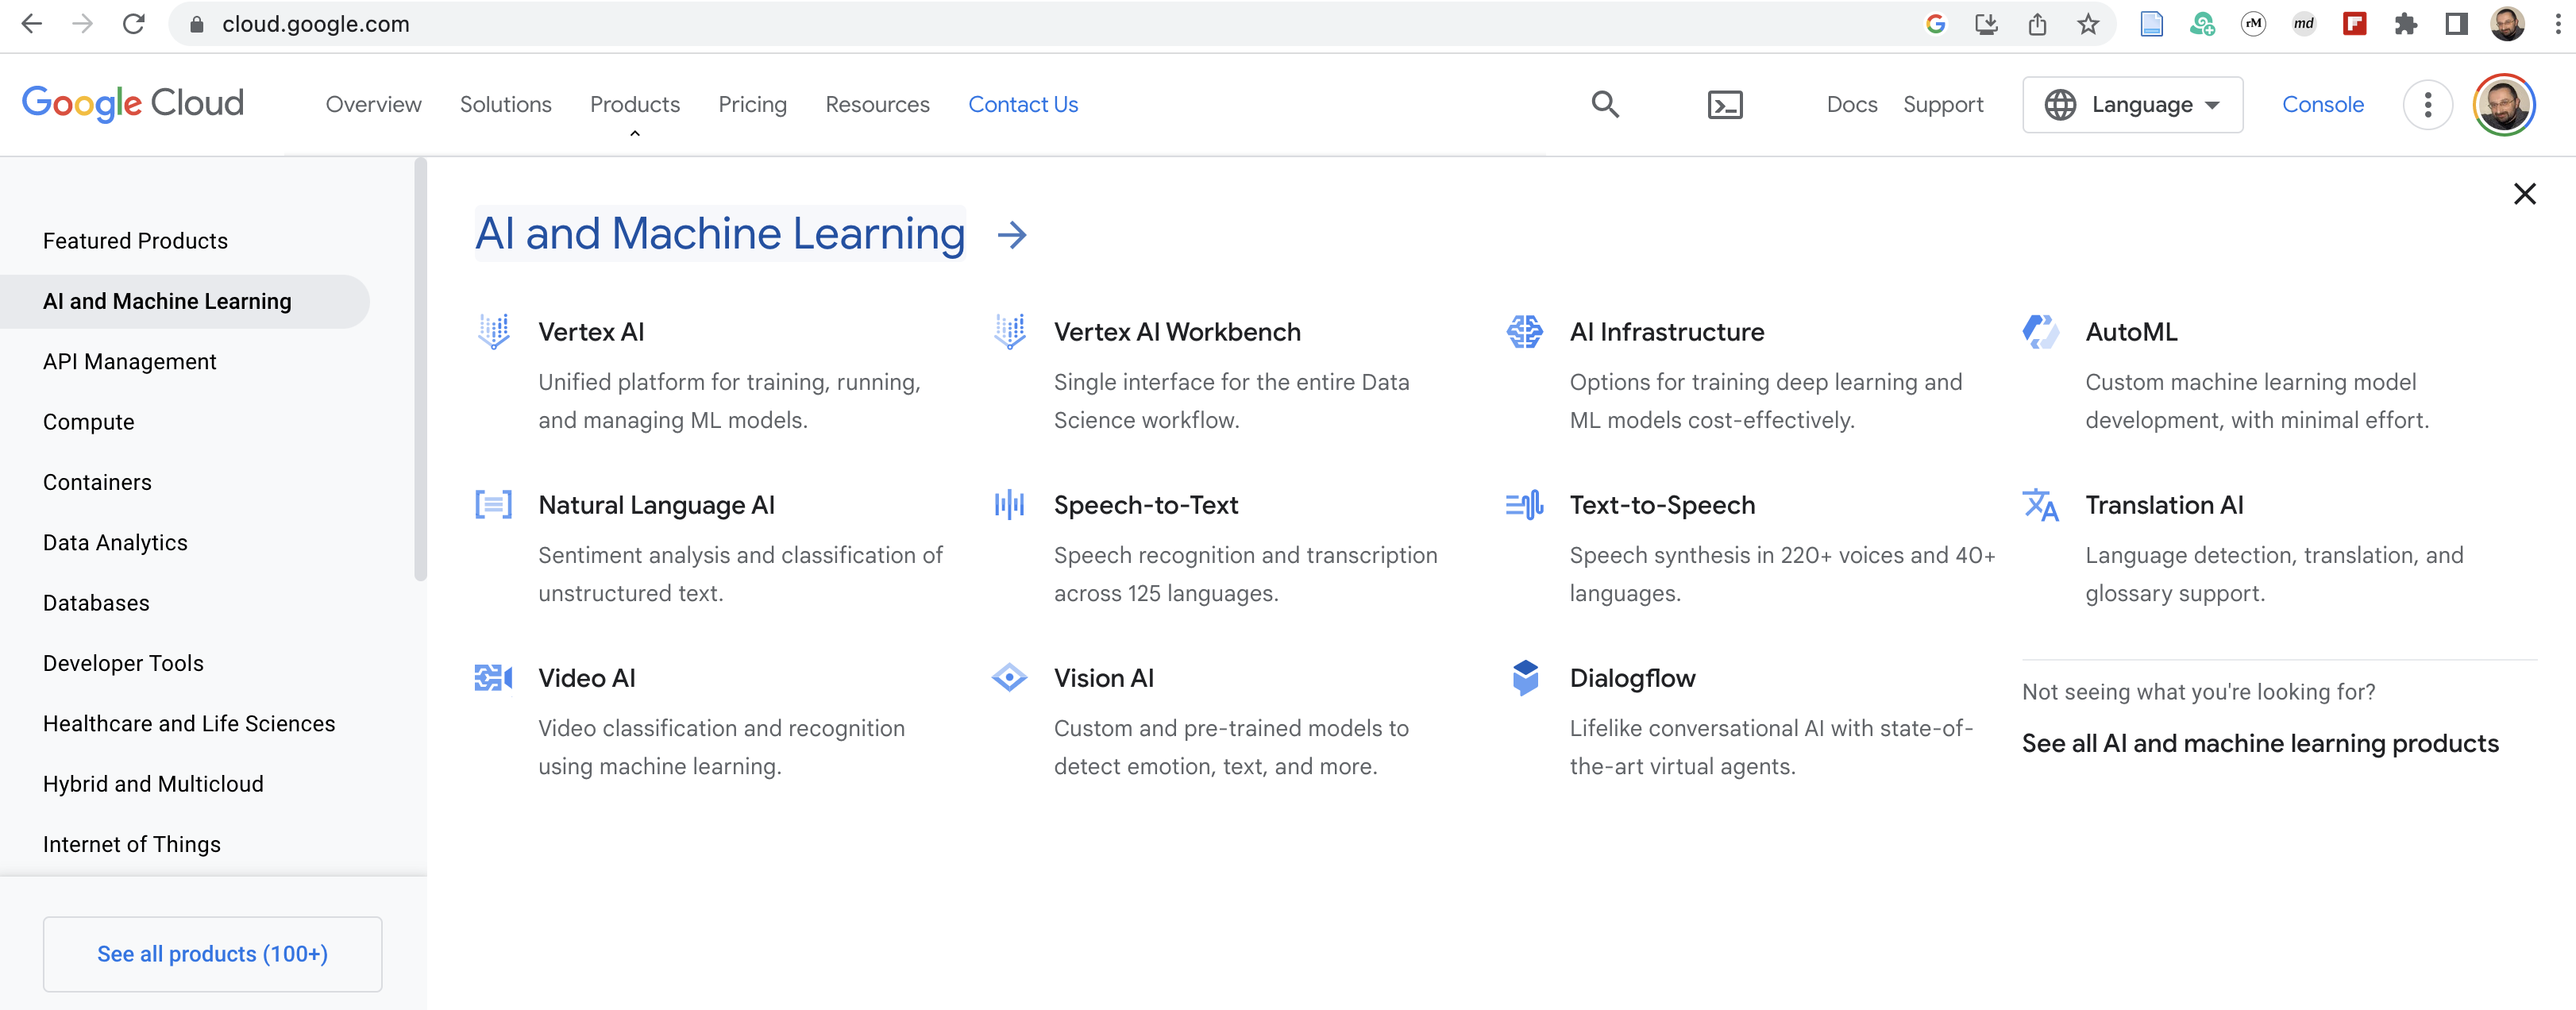 cloud.google.com
rM
md
Google Cloud
Overview
Solutions
Products
Pricing
Resources
Contact Us
Docs
Support
Language
Console
Featured Products
AI and Machine Learning
API Management
Compute
Containers
Data Analytics
Databases
Developer Tools
Healthcare and Life Sciences
Hybrid and Multicloud
Internet of Things
See all products (100+)
AI and Machine Learning
Vertex AI
Unified platform for training, running,
and managing ML models.
Vertex AI Workbench
Single interface for the entire Data
Science workflow.
AI Infrastructure
Options for training deep learning and
ML models cost-effectively.
AutoML
Custom machine learning model
development, with minimal effort.
Natural Language AI
Sentiment analysis and classification of
unstructured text.
Speech-to-Text
Speech recognition and transcription
across 125 languages.
Text-to-Speech
Speech synthesis in 220+ voices and 40+
languages.
Translation AI
Language detection, translation, and
glossary support.
Video AI
Video classification and recognition
using machine learning.
Vision AI
Custom and pre-trained models to
detect emotion, text, and more.
Dialogflow
Lifelike conversational AI with state-of-
the-art virtual agents.
Not seeing what you're looking for?
See all AI and machine learning products